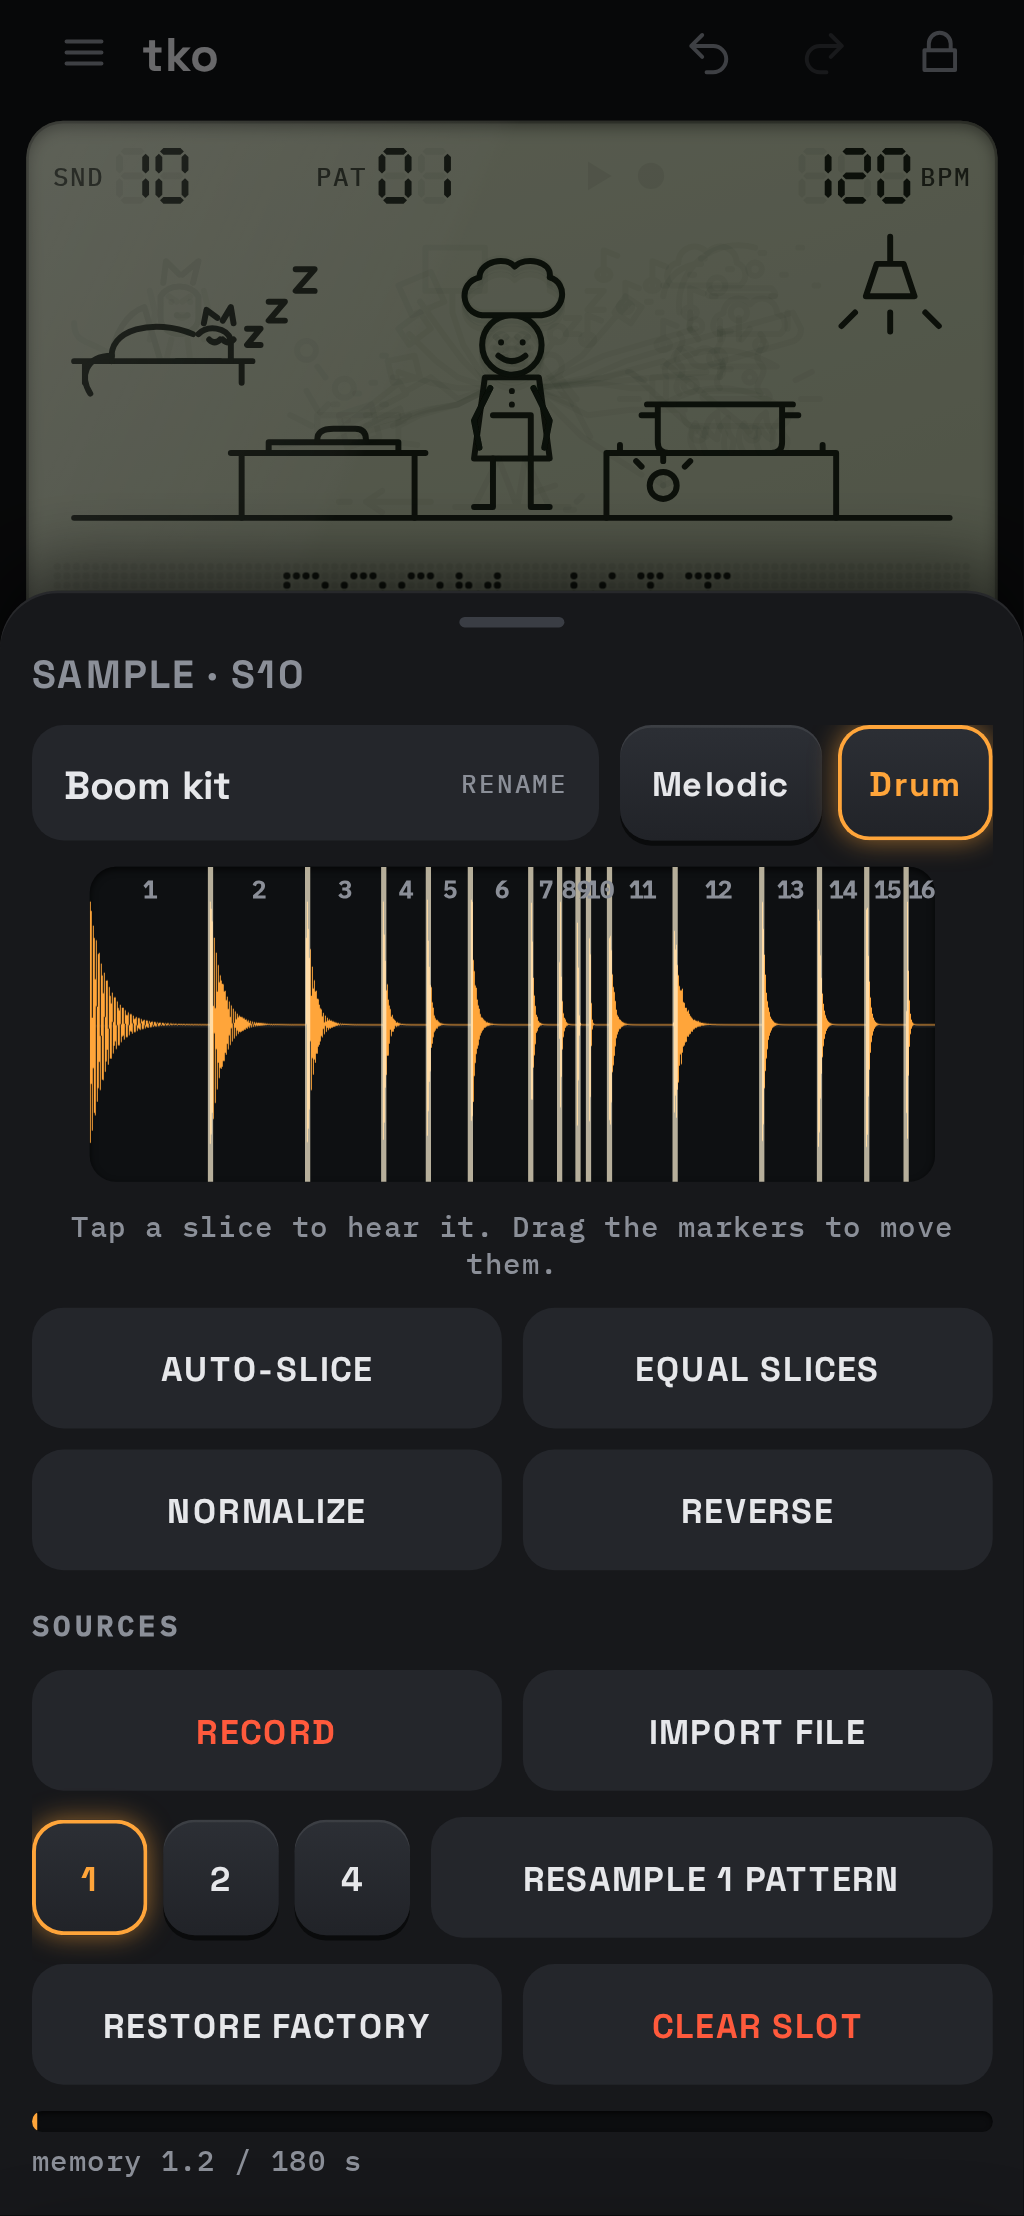 tko
SND 10 PAT 01 120 BPM
z z z
SAMPLE · S10
Boom kit RENAME Melodic Drum
1 2 3 4 5 6 7 8 9 10 11 12 13 14 15 16
Tap a slice to hear it. Drag the markers to move
them.
AUTO-SLICE EQUAL SLICES
NORMALIZE REVERSE
SOURCES
RECORD IMPORT FILE
1 2 4 RESAMPLE 1 PATTERN
RESTORE FACTORY CLEAR SLOT
memory 1.2 / 180 s